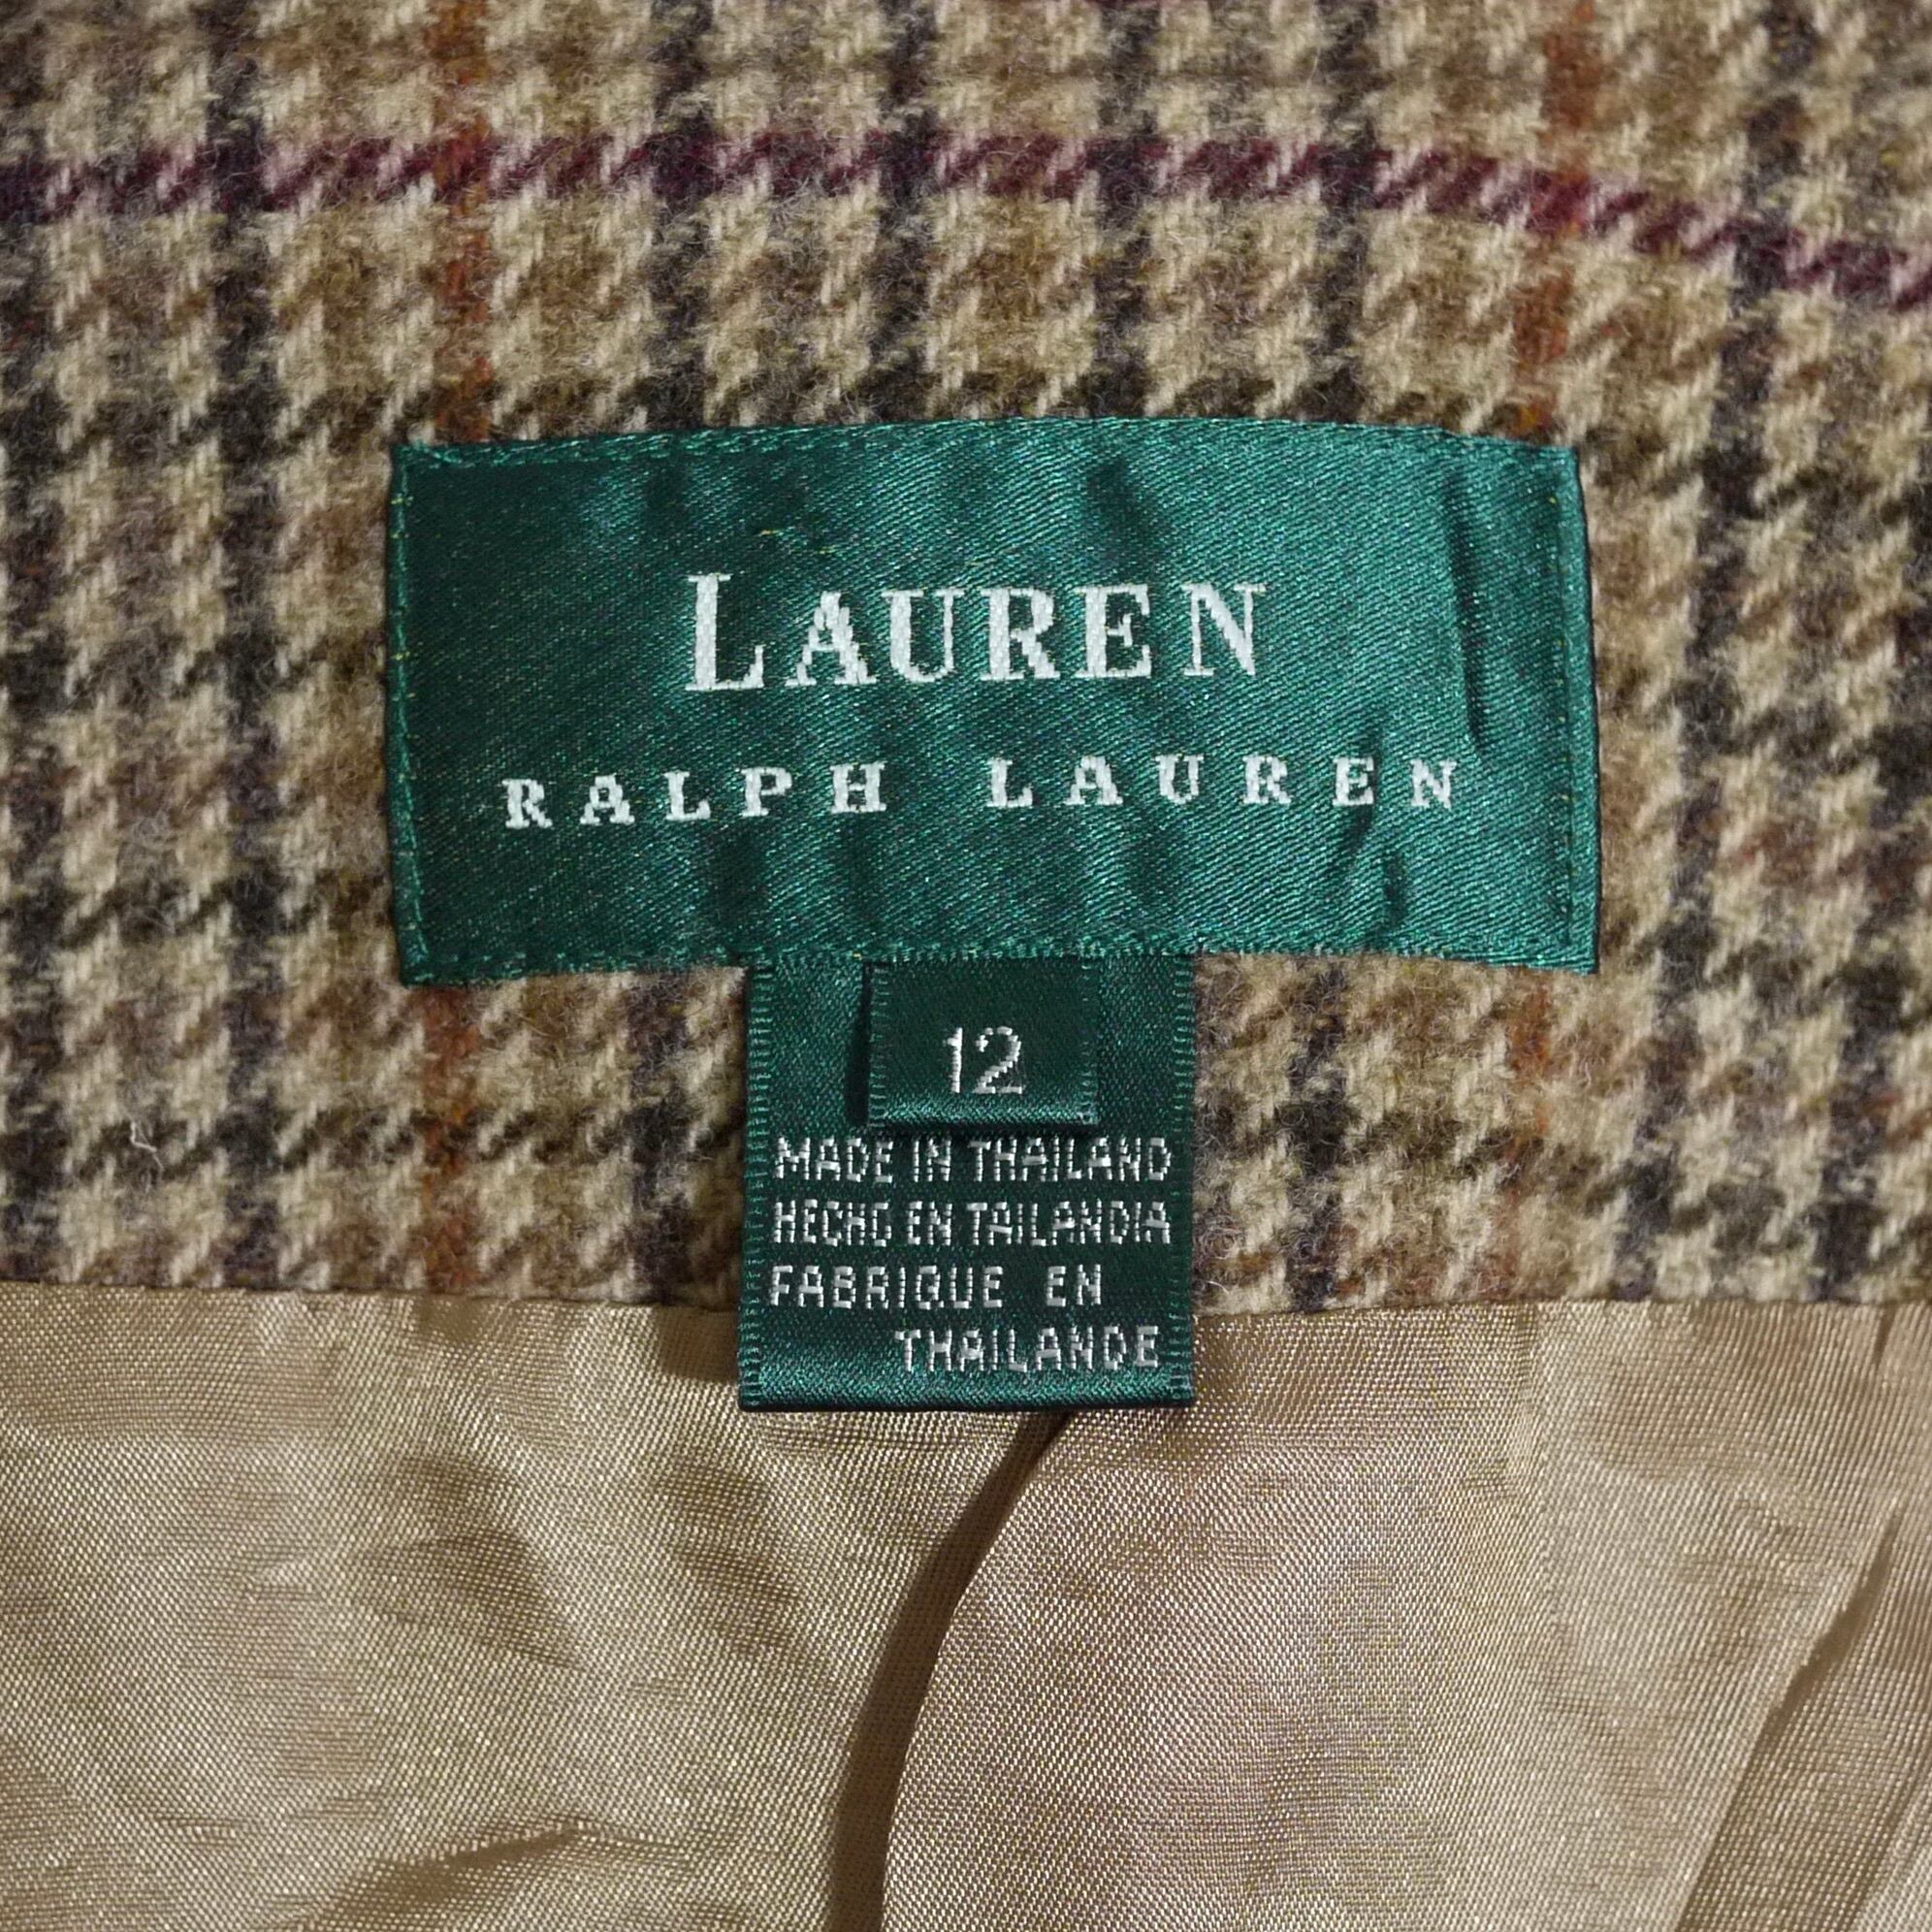 LAUREN
RALPH LAUREN
12
MADE IN THAILAND
HECHO EN TAILANDIA
FABRIQUE EN
THAILANDE